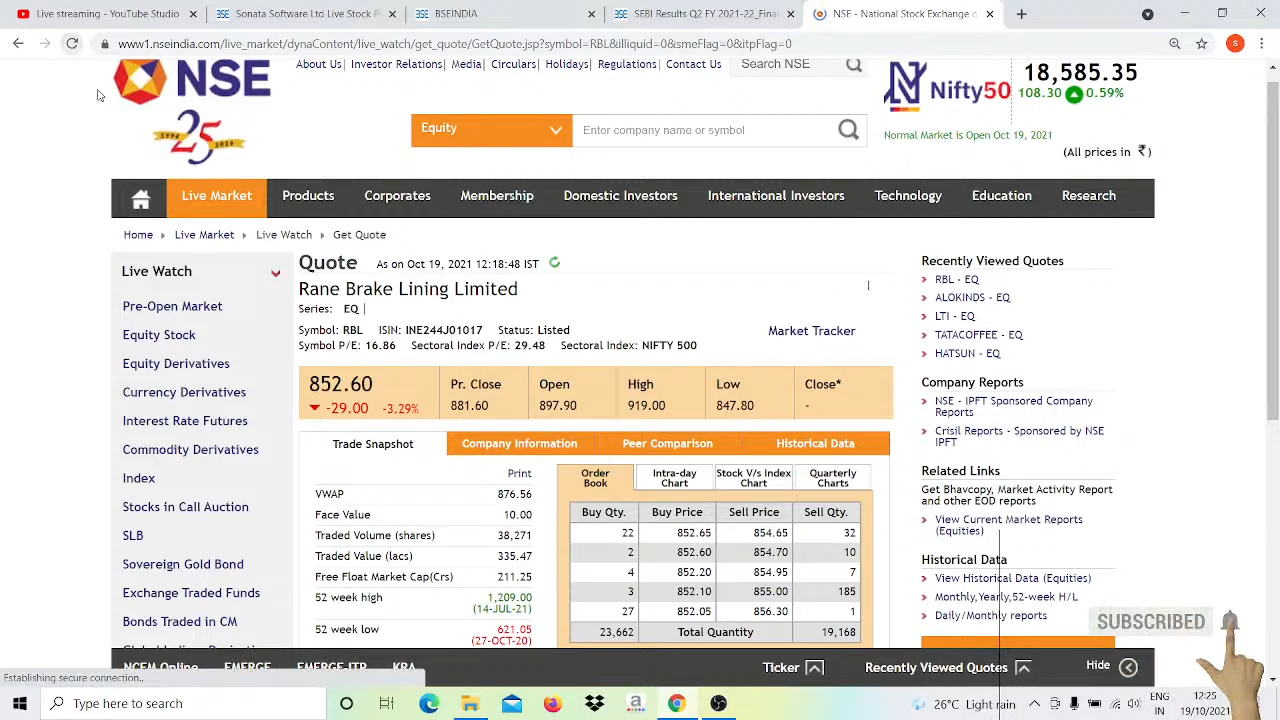 YouTube Studio
Sonata Software Ltd Live Stock P
BSEINDIA
SEBI Results Q2 FY 2021-22_Fina
NSE - National Stock Exchange o
www1.nseindia.com/live_market/dynaContent/live_watch/get_quote/GetQuote.jsp?symbol=RBL&illiquid=0&smeFlag=0&itpFlag=0
S
About Us | Investor Relations | Media | Circulars | Holidays | Regulations | Contact Us
Search NSE
NSE
25
Equity
Enter company name or symbol
Nifty50
18,585.35
108.30 0.59%
Normal Market is Open Oct 19, 2021
(All prices in ₹)
Live Market
Products
Corporates
Membership
Domestic Investors
International Investors
Technology
Education
Research
Home Live Market Live Watch Get Quote
Live Watch
Pre-Open Market
Equity Stock
Equity Derivatives
Currency Derivatives
Interest Rate Futures
Commodity Derivatives
Index
Stocks in Call Auction
SLB
Sovereign Gold Bond
Exchange Traded Funds
Bonds Traded in CM
Quote As on Oct 19, 2021 12:18:48 IST
Rane Brake Lining Limited
Series: EQ |
Symbol: RBL ISIN: INE244J01017 Status: Listed
Market Tracker
Symbol P/E: 16.86 Sectoral Index P/E: 29.48 Sectoral Index: NIFTY 500
852.60 Pr. Close Open High Low Close*
-29.00 -3.29% 881.60 897.90 919.00 847.80 -
Trade Snapshot
Company Information
Peer Comparison
Historical Data
Print
VWAP 876.56
Face Value 10.00
Traded Volume (shares) 38,271
Traded Value (lacs) 335.47
Free Float Market Cap(Crs) 211.25
52 week high 1,209.00
(14-JUL-21)
52 week low 621.05
(27-OCT-20)
Order Book
Intra-day Chart
Stock V/s Index Chart
Quarterly Charts
Buy Qty. Buy Price Sell Price Sell Qty.
22 852.65 854.65 32
2 852.60 854.70 10
4 852.20 854.95 7
3 852.10 855.00 185
27 852.05 856.30 1
23,662 Total Quantity 19,168
Recently Viewed Quotes
RBL - EQ
ALOKINDS - EQ
LTI - EQ
TATACOFFEE - EQ
HATSUN - EQ
Company Reports
NSE - IPFT Sponsored Company
Reports
Crisil Reports - Sponsored by NSE
IPFT
Related Links
Get Bhavcopy, Market Activity Report
and other EOD reports
View Current Market Reports
(Equities)
Historical Data
View Historical Data (Equities)
Monthly,Yearly,52-week H/L
Daily/Monthly reports
SUBSCRIBED
NCFM Online EMERGE EMERGE ITP KRA
Ticker
Recently Viewed Quotes
Hide
Establishing secure connection..
Type here to search
a
26°C Light rain
ENG
IN
12:25
19/10/2021